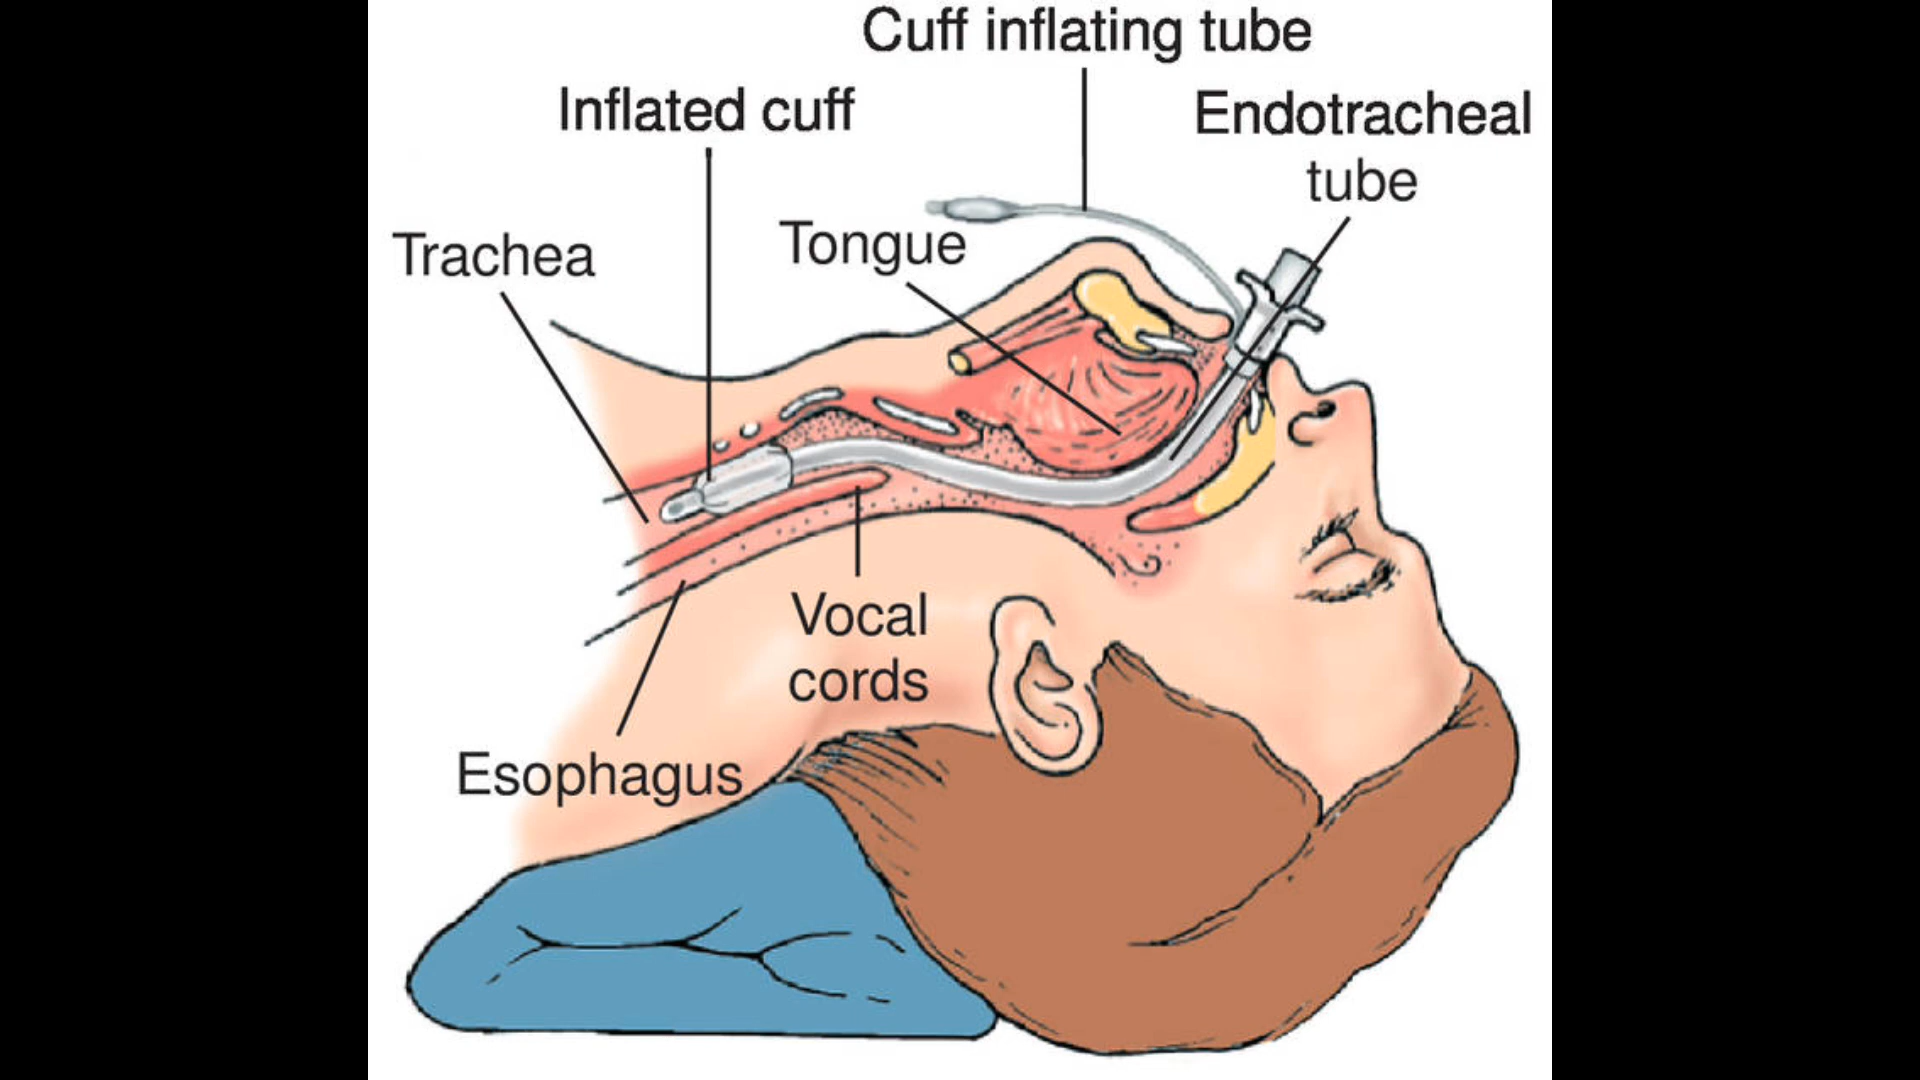 Cuff inflating tube
Inflated cuff
Endotracheal
tube
Trachea
Tongue
Vocal
cords
Esophagus